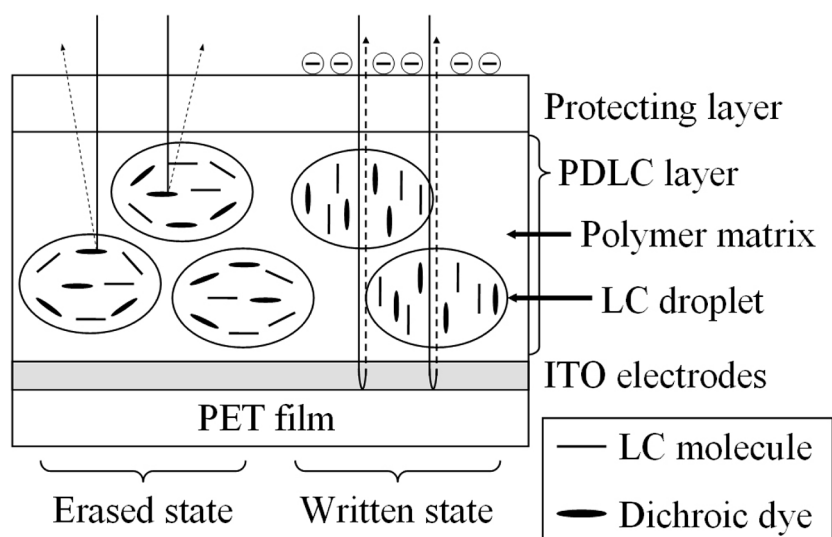 ⊖⊖ ⊖⊖ ⊖⊖
Protecting layer
PDLC layer
Polymer matrix
LC droplet
ITO electrodes
PET film
LC molecule
Dichroic dye
Erased state
Written state